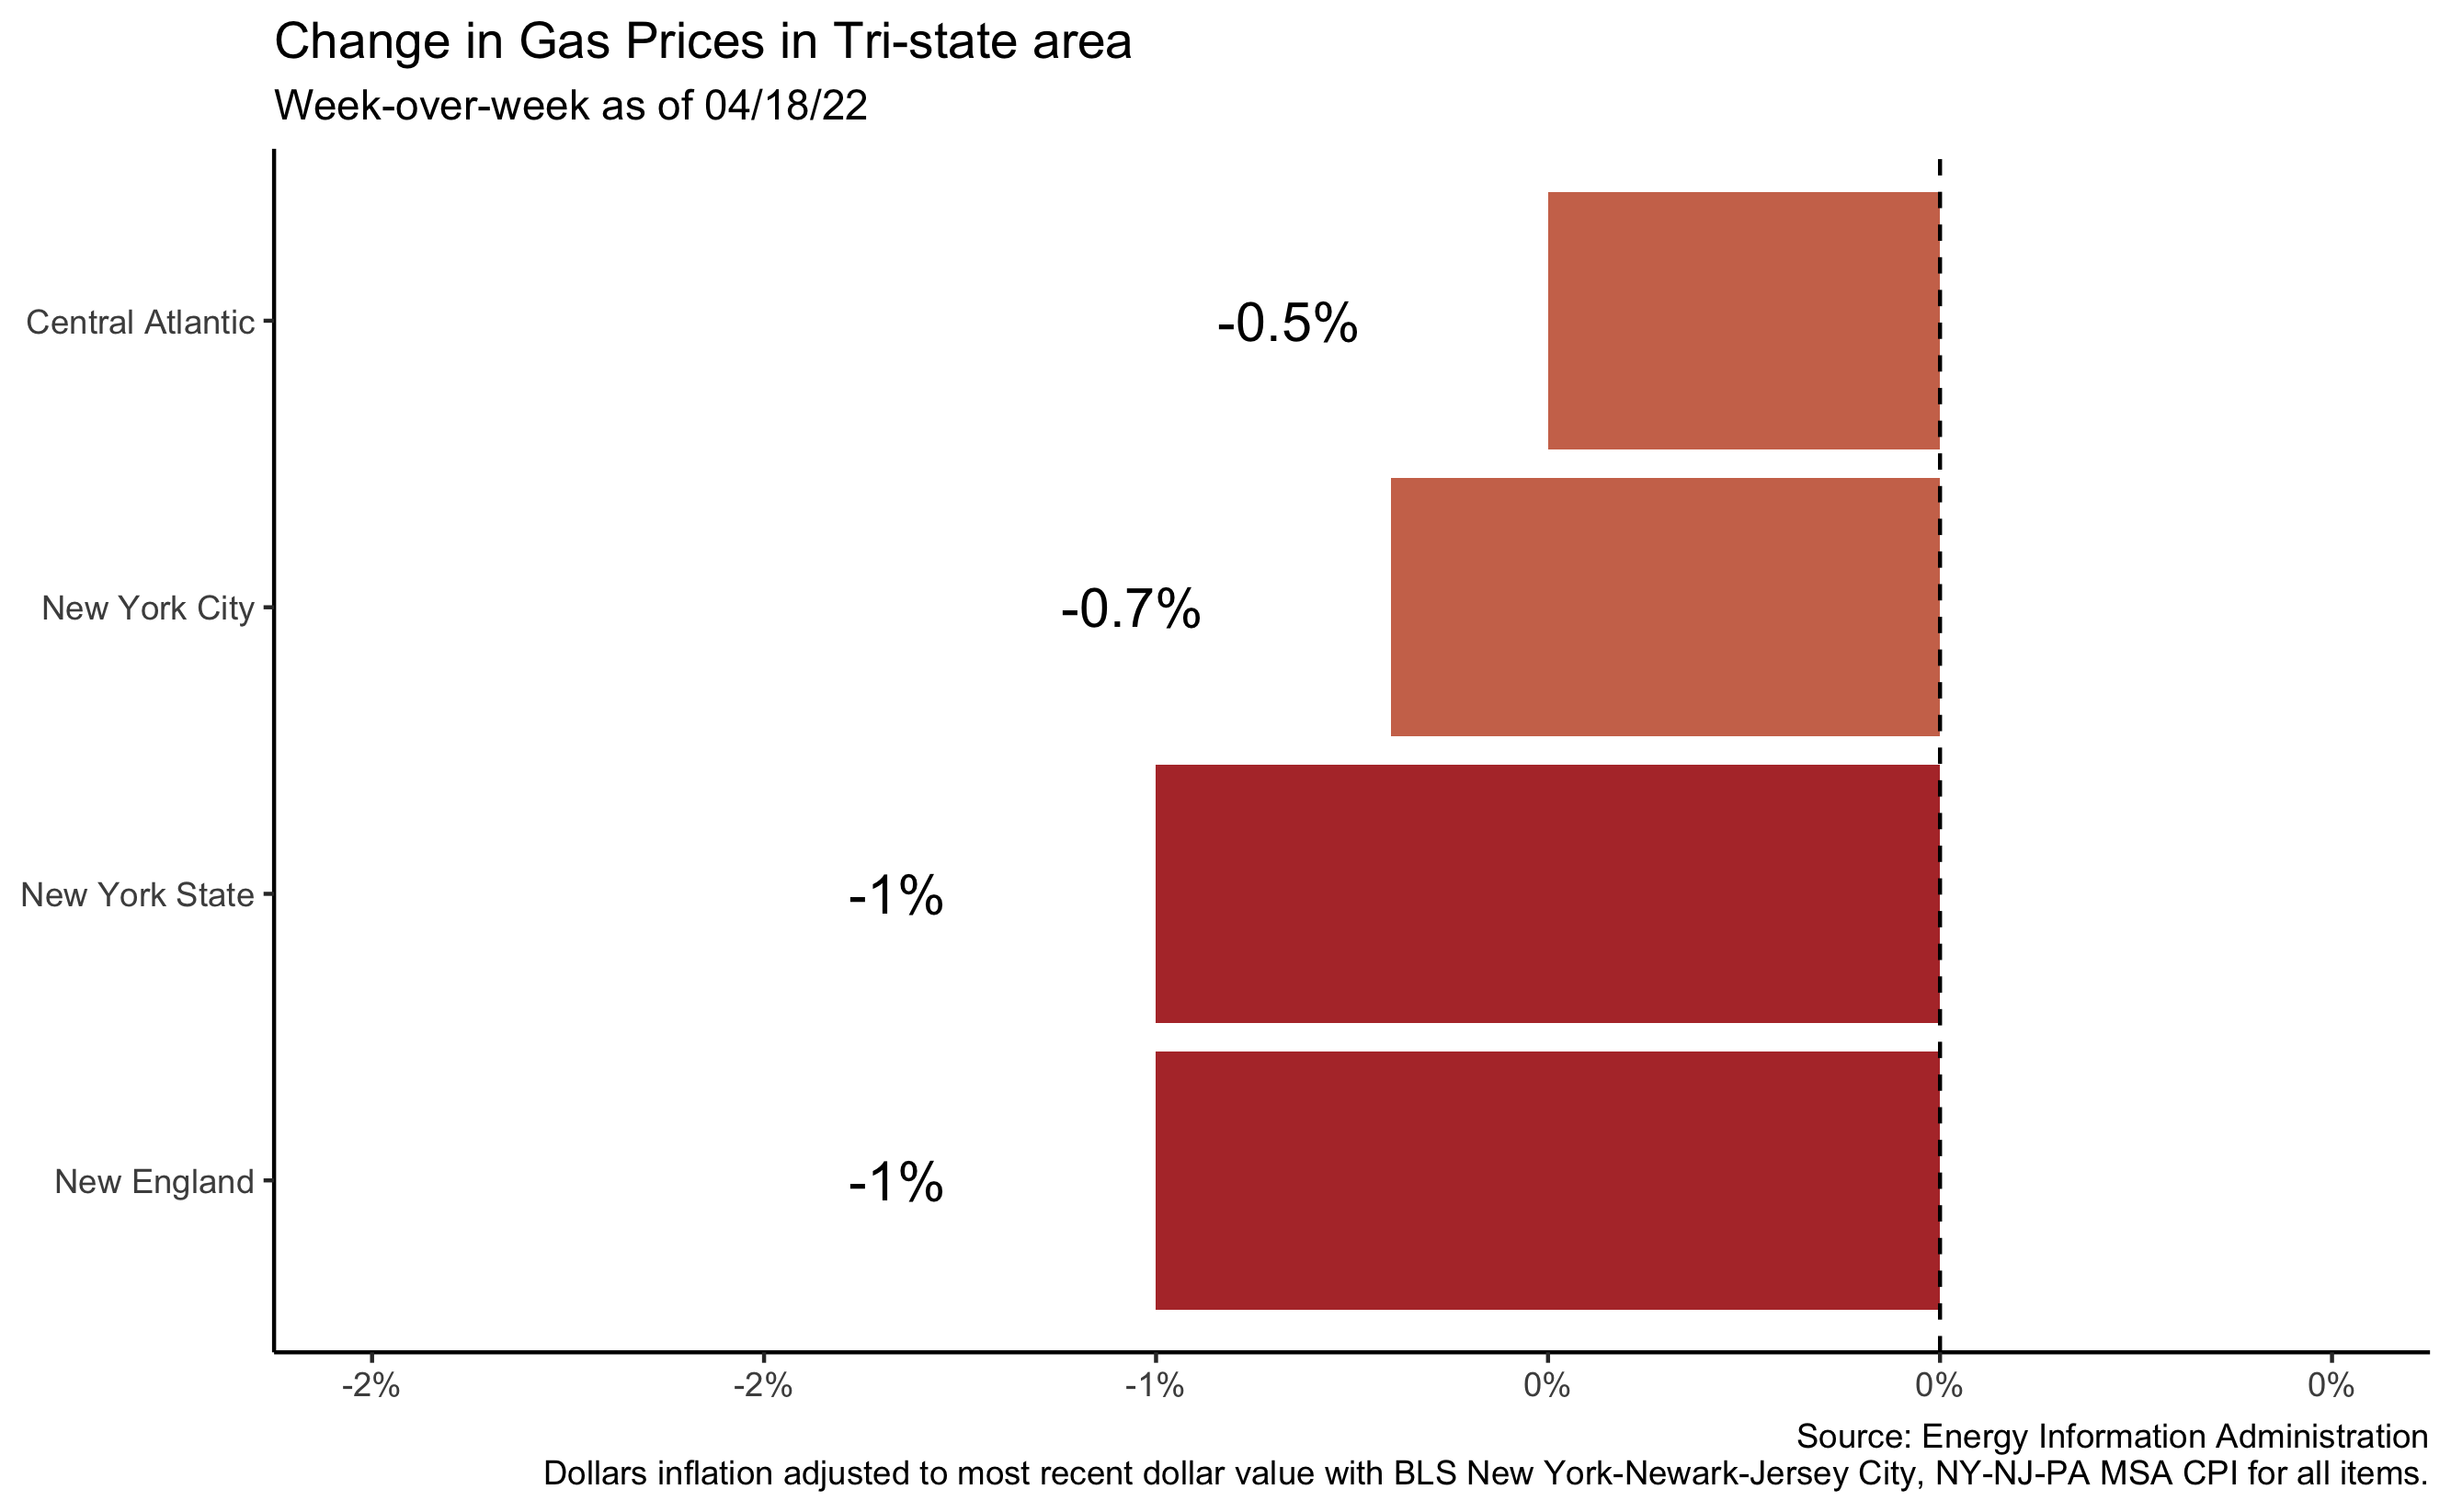 Change in Gas Prices in Tri-state area
Week-over-week as of 04/18/22
Central Atlantic
-0.5%
New York City
-0.7%
New York State
-1%
New England
-1%
-2%
-2%
-1%
0%
0%
0%
Source: Energy Information Administration
Dollars inflation adjusted to most recent dollar value with BLS New York-Newark-Jersey City, NY-NJ-PA MSA CPI for all items.